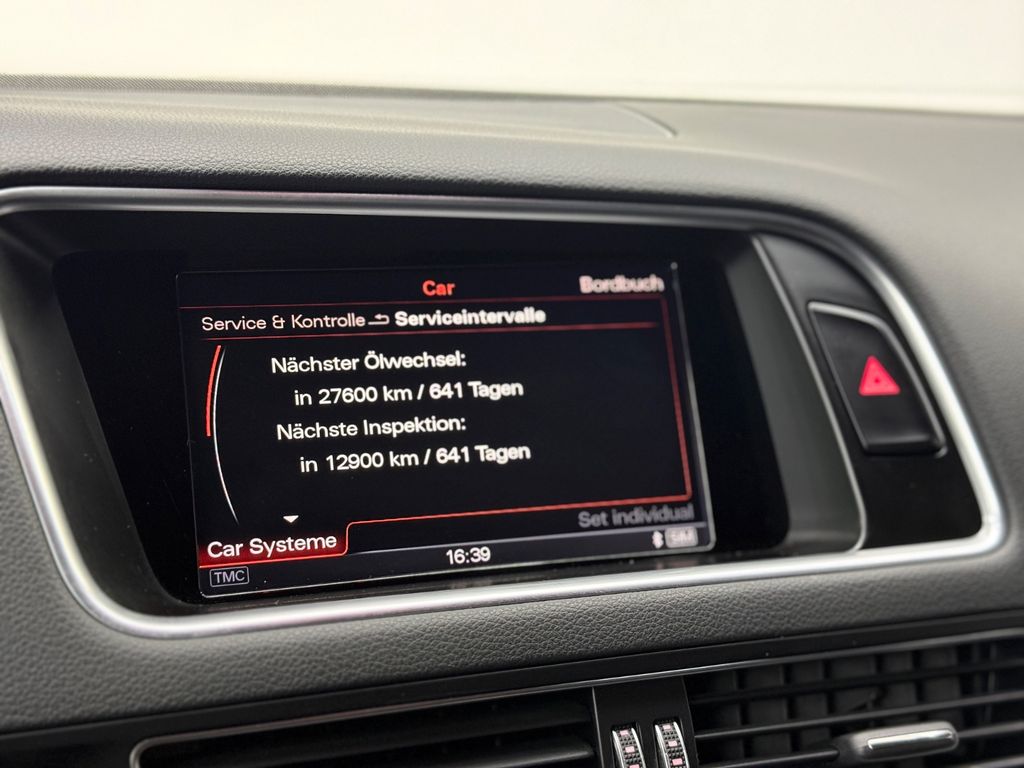 Car
Bordbuch
Service & Kontrolle Serviceintervalle
Nächster Ölwechsel:
in 27600 km / 641 Tagen
Nächste Inspektion:
in 12900 km / 641 Tagen
Set individual
Car Systeme
16:39
SIM
TMC